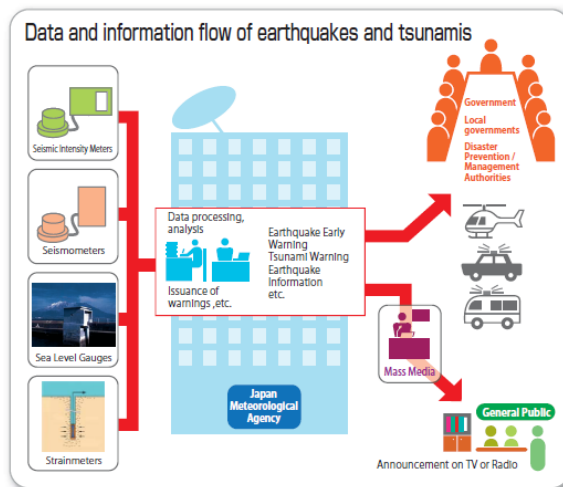 Data and information flow of earthquakes and tsunamis
Seismic Intensity Meters
Seismometers
Sea Level Gauges
Strainmeters
Data processing,
analysis
Issuance of
warnings ,etc.
Earthquake Early
Warning
Tsunami Warning
Earthquake
Information
etc.
Japan
Meteorological
Agency
Government
Local
governments
Disaster
Prevention /
Management
Authorities
Mass Media
General Public
Announcement on TV or Radio